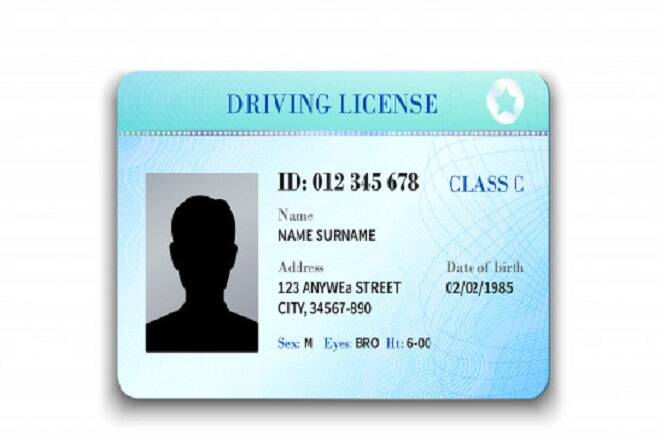 DRIVING LICENSE
ID: 012 345 678 CLASS C
Name
NAME SURNAME
Address Date of birth
123 ANYWEa STREET 02/02/1985
CITY, 34567-890
Sex: M Eyes: BRO Ht: 6-00